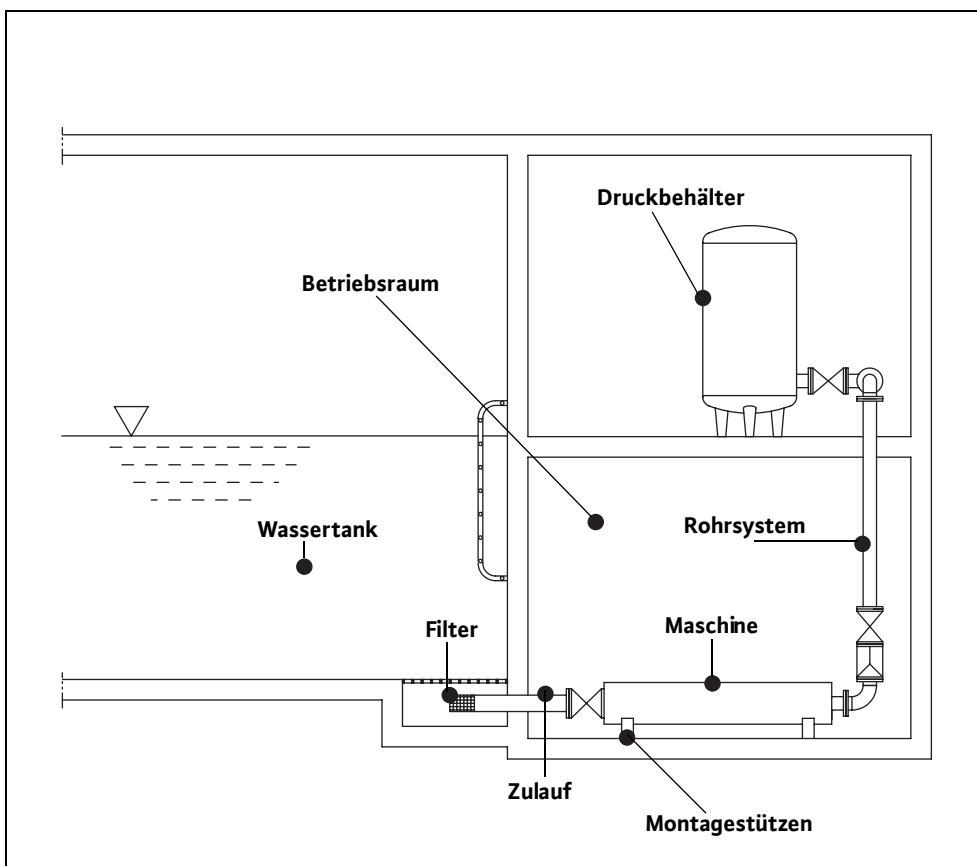 Druckbehälter
Betriebsraum
Wassertank
Rohrsystem
Filter
Maschine
Zulauf
Montagestützen